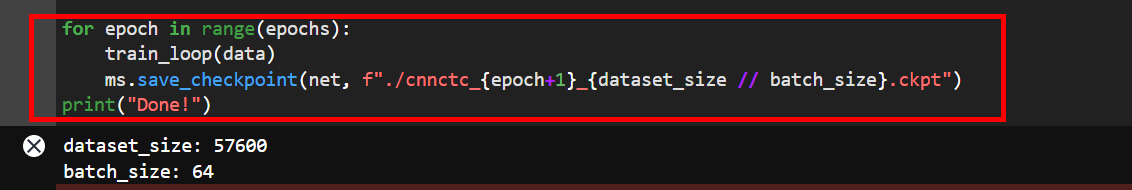 for epoch in range(epochs):
    train_loop(data)
    ms.save_checkpoint(net, f"./cnnctc_{epoch+1}_{dataset_size // batch_size}.ckpt")
print("Done!")
dataset_size: 57600
batch_size: 64